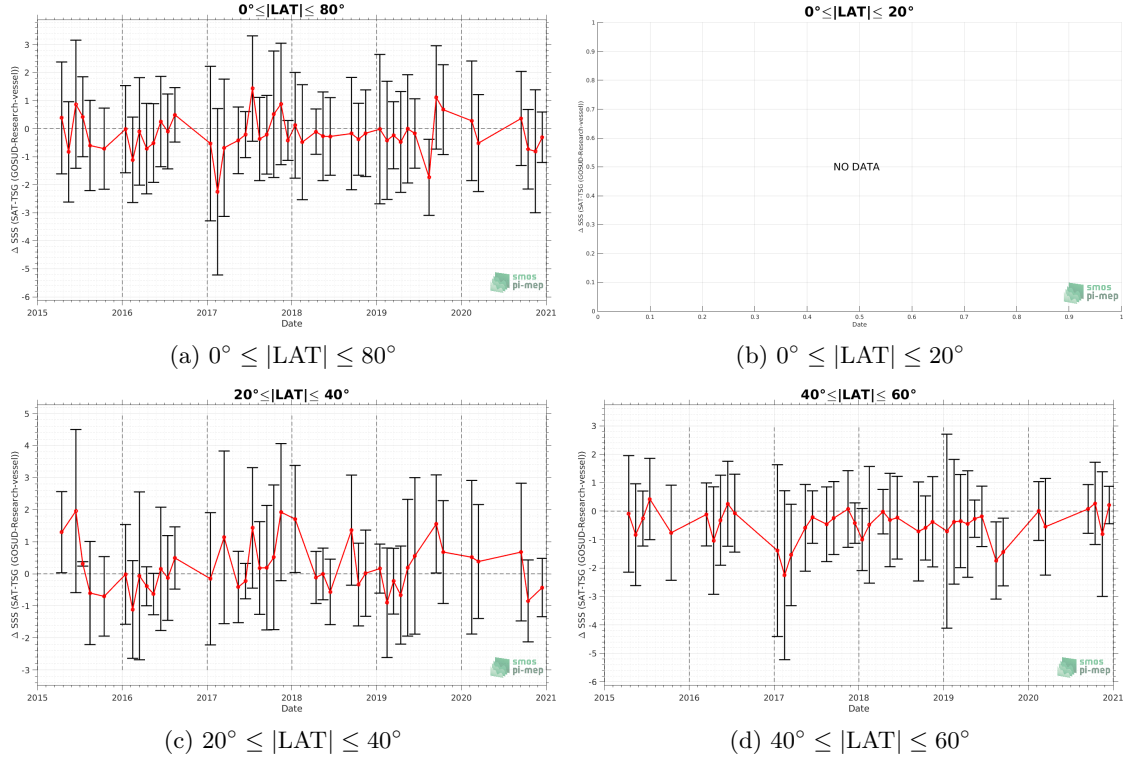 0°≤|LAT|≤ 80°
Δ SSS (SAT-TSG (GOSUD-Research-vessel))
3
2
1
0
-1
-2
-3
-4
-5
-6
2015 2016 2017 2018 2019 2020 2021
Date
smos
pi-mep
(a) 0° ≤ |LAT| ≤ 80°
0°≤|LAT|≤ 20°
Δ SSS (SAT-TSG (GOSUD-Research-vessel))
1
0.9
0.8
0.7
0.6
0.5
0.4
0.3
0.2
0.1
0
NO DATA
0 0.1 0.2 0.3 0.4 0.5 0.6 0.7 0.8 0.9 1
Date
smos
pi-mep
(b) 0° ≤ |LAT| ≤ 20°
20°≤|LAT|≤ 40°
Δ SSS (SAT-TSG (GOSUD-Research-vessel))
5
4
3
2
1
0
-1
-2
-3
2015 2016 2017 2018 2019 2020 2021
Date
smos
pi-mep
(c) 20° ≤ |LAT| ≤ 40°
40°≤|LAT|≤ 60°
Δ SSS (SAT-TSG (GOSUD-Research-vessel))
3
2
1
0
-1
-2
-3
-4
-5
-6
2015 2016 2017 2018 2019 2020 2021
Date
smos
pi-mep
(d) 40° ≤ |LAT| ≤ 60°